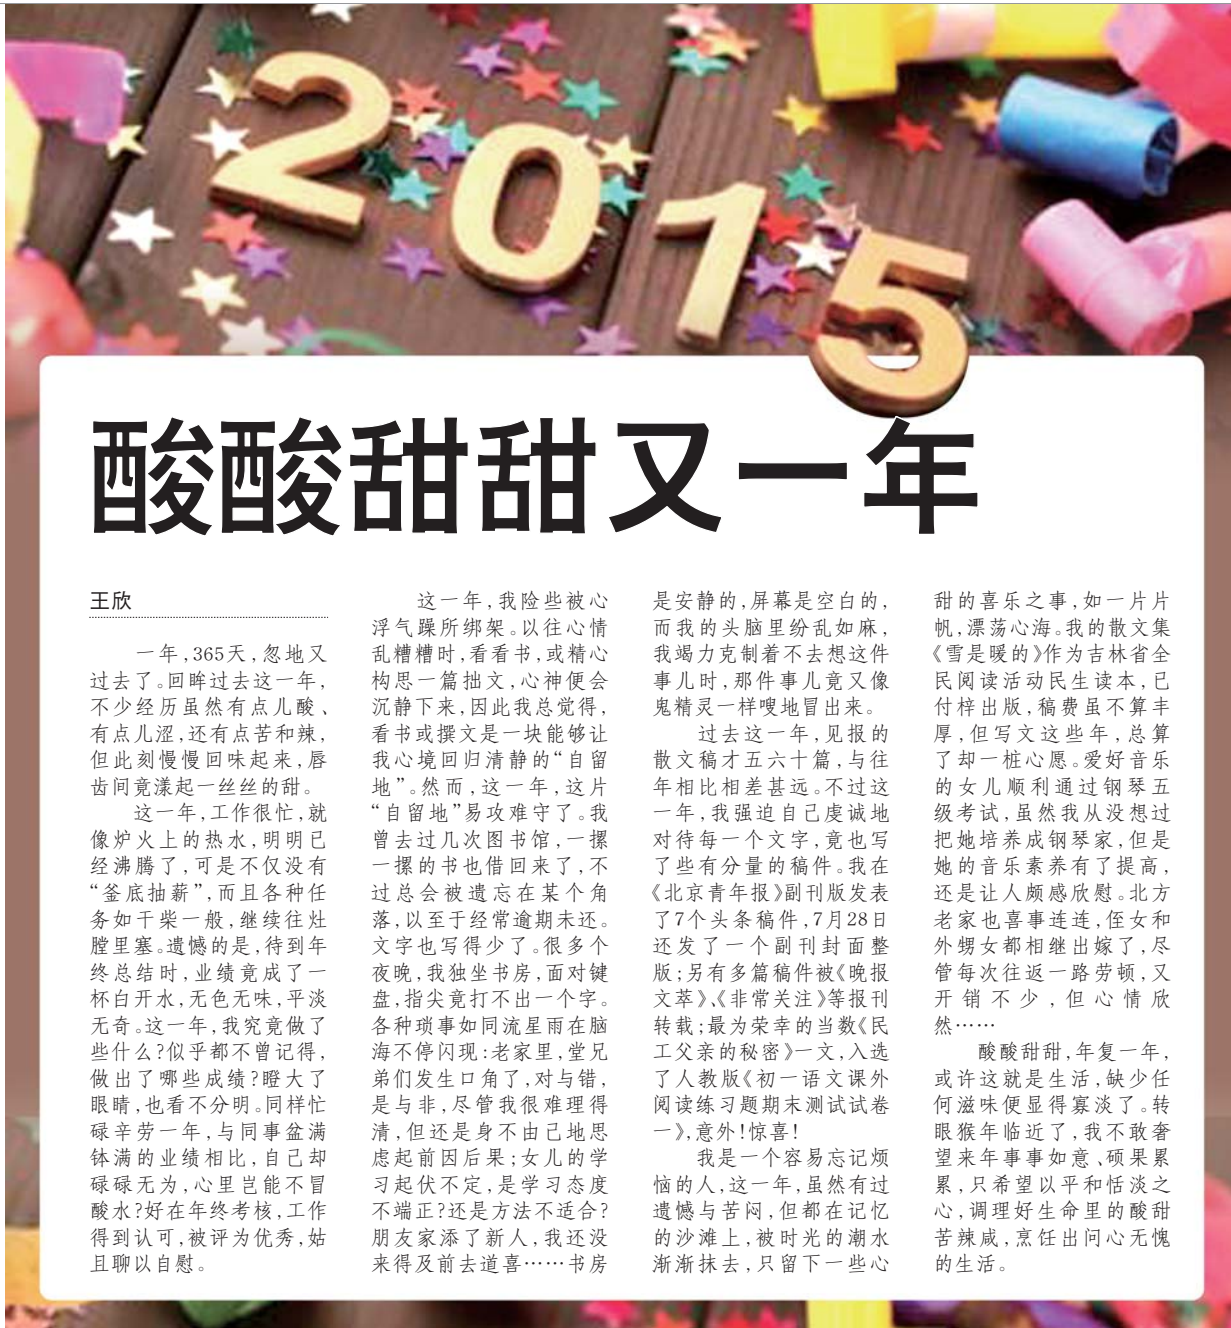 2015
酸酸甜甜又一年
王欣
一年,365天,忽地又
过去了。回眸过去这一年,
不少经历虽然有点儿酸、
有点儿涩,还有点苦和辣,
但此刻慢慢回味起来,唇
齿间竟漾起一丝丝的甜。
这一年,工作很忙,就
像炉火上的热水,明明已
经沸腾了,可是不仅没有
“釜底抽薪”,而且各种任
务如干柴一般,继续往灶
膛里塞。遗憾的是,待到年
终总结时,业绩竟成了一
杯白开水,无色无味,平淡
无奇。这一年,我究竟做了
些什么?似乎都不曾记得,
做出了哪些成绩?瞪大了
眼睛,也看不分明。同样忙
碌辛劳一年,与同事盆满
钵满的业绩相比,自己却
碌碌无为,心里岂能不冒
酸水?好在年终考核,工作
得到认可,被评为优秀,姑
且聊以自慰。
这一年,我险些被心
浮气躁所绑架。以往心情
乱糟糟时,看看书,或精心
构思一篇拙文,心神便会
沉静下来,因此我总觉得,
看书或撰文是一块能够让
我心境回归清静的“自留
地”。然而,这一年,这片
“自留地”易攻难守了。我
曾去过几次图书馆,一摞
一摞的书也借回来了,不
过总会被遗忘在某个角
落,以至于经常逾期未还。
文字也写得少了。很多个
夜晚,我独坐书房,面对键
盘,指尖竟打不出一个字。
各种琐事如同流星雨在脑
海不停闪现:老家里,堂兄
弟们发生口角了,对与错,
是与非,尽管我很难理得
清,但还是身不由己地思
虑起前因后果;女儿的学
习起伏不定,是学习态度
不端正?还是方法不适合?
朋友家添了新人,我还没
来得及前去道喜……书房
是安静的,屏幕是空白的,
而我的头脑里纷乱如麻,
我竭力克制着不去想这件
事儿时,那件事儿竟又像
鬼精灵一样嗖地冒出来。
过去这一年,见报的
散文稿才五六十篇,与往
年相比相差甚远。不过这
一年,我强迫自己虔诚地
对待每一个文字,竟也写
了些有分量的稿件。我在
《北京青年报》副刊版发表
了7个头条稿件,7月28日
还发了一个副刊封面整
版;另有多篇稿件被《晚报
文萃》、《非常关注》等报刊
转载;最为荣幸的当数《民
工父亲的秘密》一文,入选
了人教版《初一语文课外
阅读练习题期末测试试卷
一》,意外!惊喜!
我是一个容易忘记烦
恼的人,这一年,虽然有过
遗憾与苦闷,但都在记忆
的沙滩上,被时光的潮水
渐渐抹去,只留下一些心
甜的喜乐之事,如一片片
帆,漂荡心海。我的散文集
《雪是暖的》作为吉林省全
民阅读活动民生读本,已
付梓出版,稿费虽不算丰
厚,但写文这些年,总算
了却一桩心愿。爱好音乐
的女儿顺利通过钢琴五
级考试,虽然我从没想过
把她培养成钢琴家,但是
她的音乐素养有了提高,
还是让人颇感欣慰。北方
老家也喜事连连,侄女和
外甥女都相继出嫁了,尽
管每次往返一路劳顿,又
开销不少,但心情欣
然……
酸酸甜甜,年复一年,
或许这就是生活,缺少任
何滋味便显得寡淡了。转
眼猴年临近了,我不敢奢
望来年事事如意、硕果累
累,只希望以平和恬淡之
心,调理好生命里的酸甜
苦辣咸,烹饪出问心无愧
的生活。